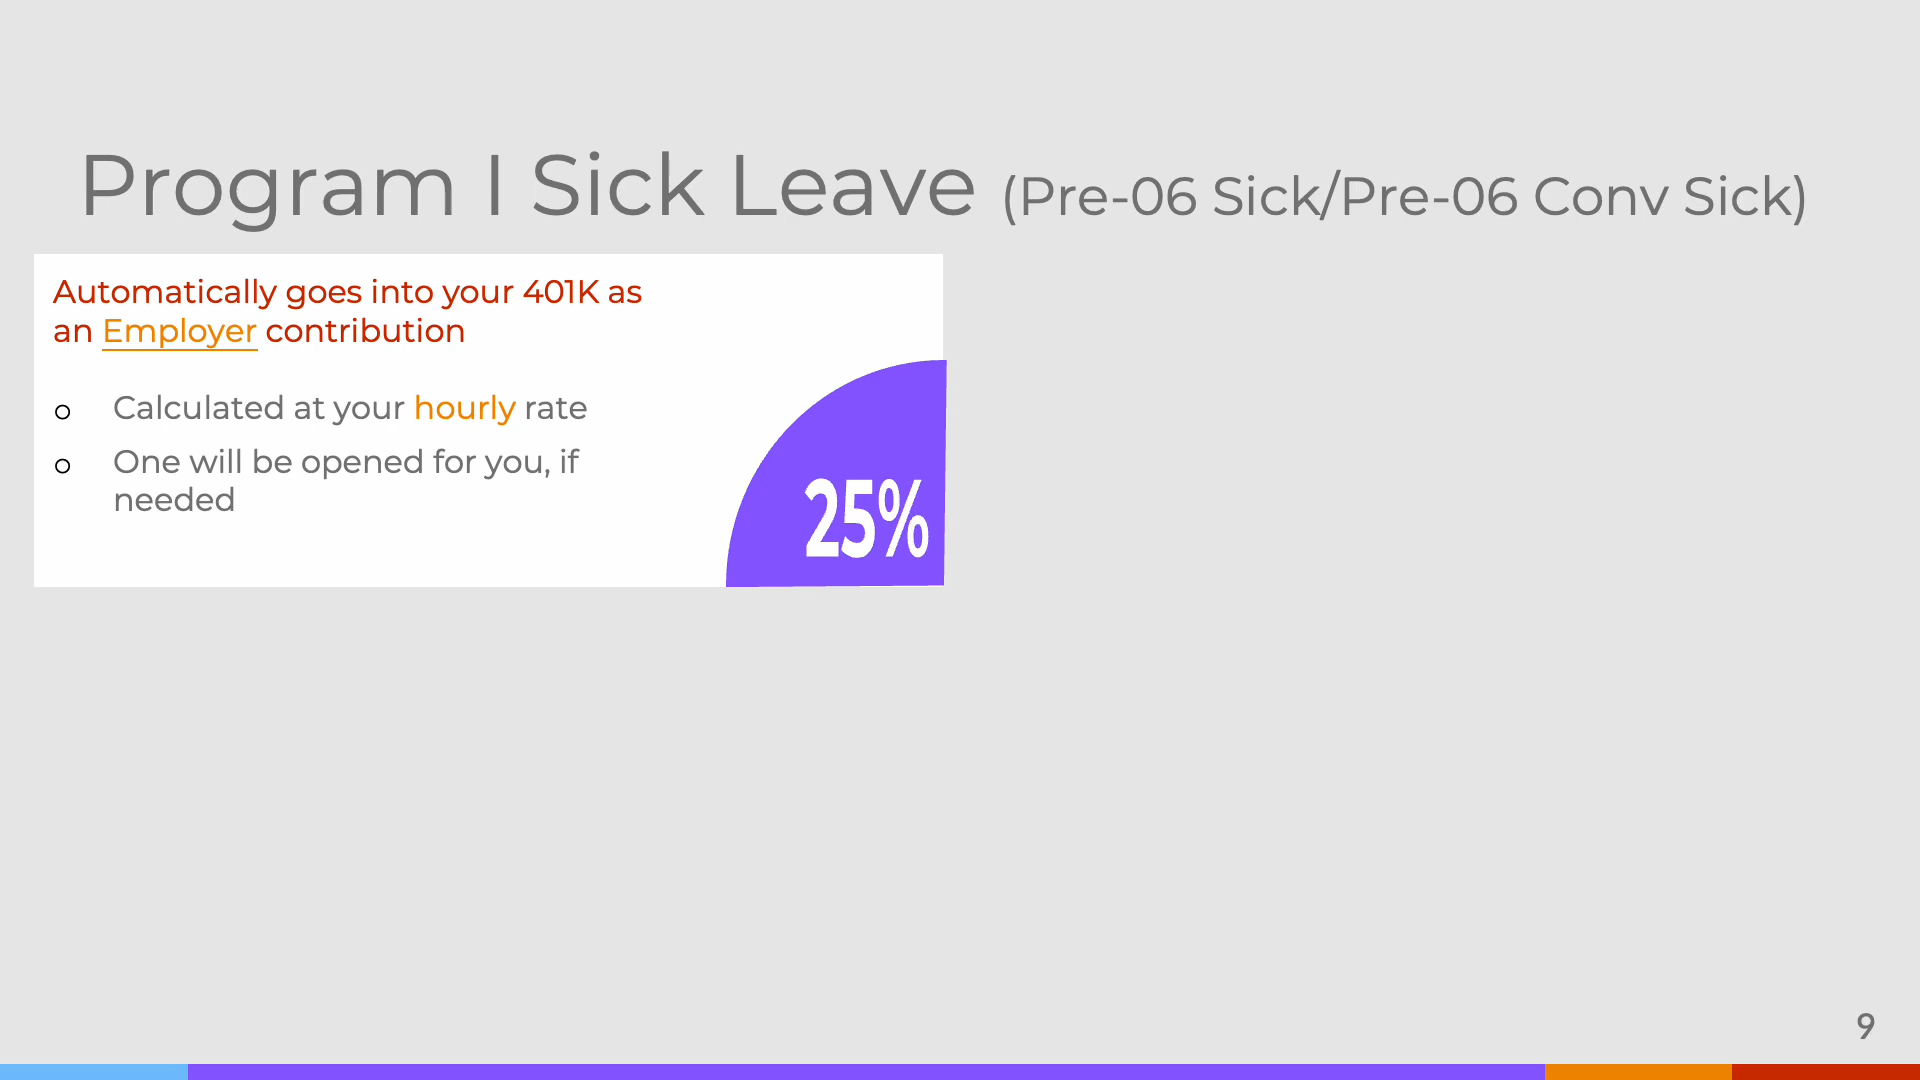 Program I Sick Leave (Pre-06 Sick/Pre-06 Conv Sick)
Automatically goes into your 401K as
an Employer contribution
o Calculated at your hourly rate
o One will be opened for you, if
needed
25%
9